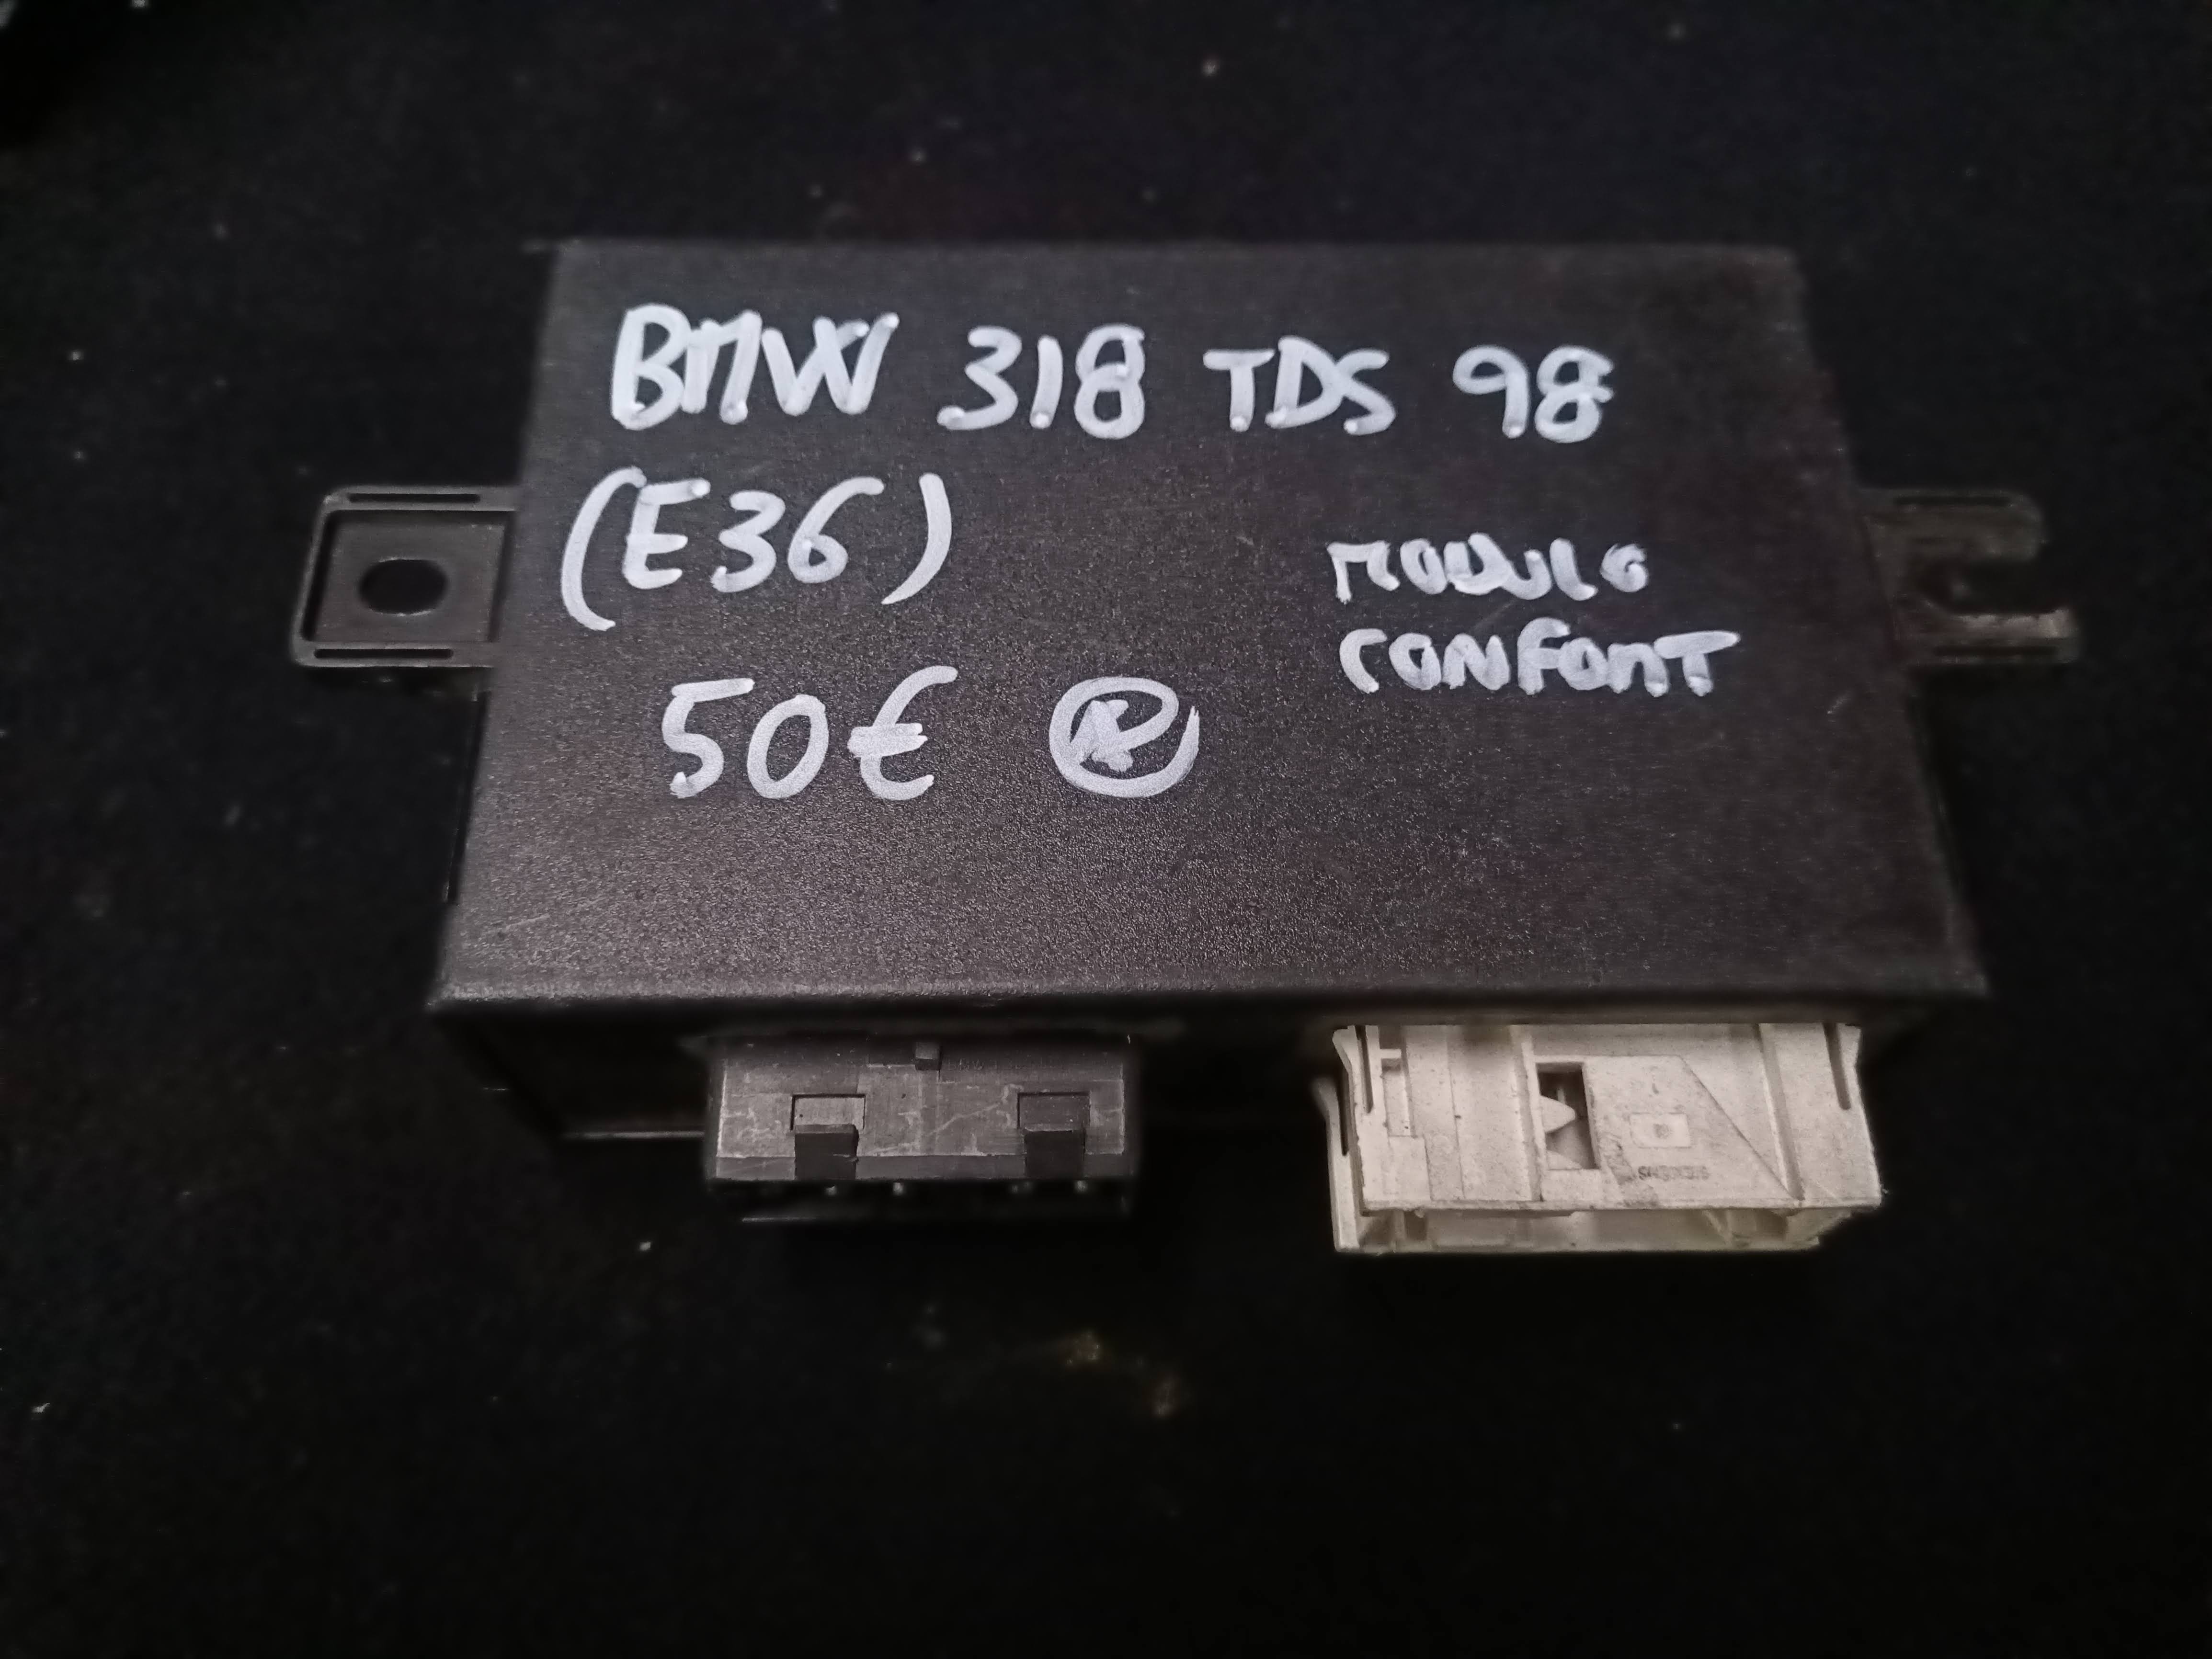 BMW 318 TDS 98
(E36)
MODULO
CONFORT
50€ ®